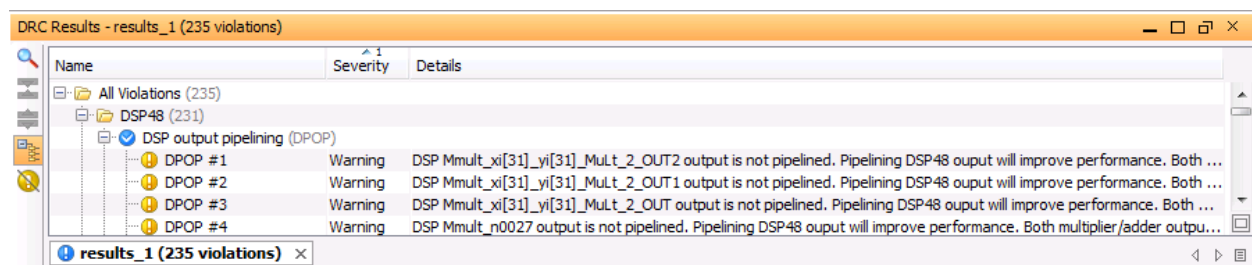 DRC Results - results_1 (235 violations)
Name 1 Severity Details
All Violations (235)
DSP48 (231)
DSP output pipelining (DPOP)
DPOP #1 Warning DSP Mmult_xi[31]_yi[31]_MuLt_2_OUT2 output is not pipelined. Pipelining DSP48 ouput will improve performance. Both ...
DPOP #2 Warning DSP Mmult_xi[31]_yi[31]_MuLt_2_OUT1 output is not pipelined. Pipelining DSP48 ouput will improve performance. Both ...
DPOP #3 Warning DSP Mmult_xi[31]_yi[31]_MuLt_2_OUT output is not pipelined. Pipelining DSP48 ouput will improve performance. Both ...
DPOP #4 Warning DSP Mmult_n0027 output is not pipelined. Pipelining DSP48 ouput will improve performance. Both multiplier/adder outpu...
results_1 (235 violations)